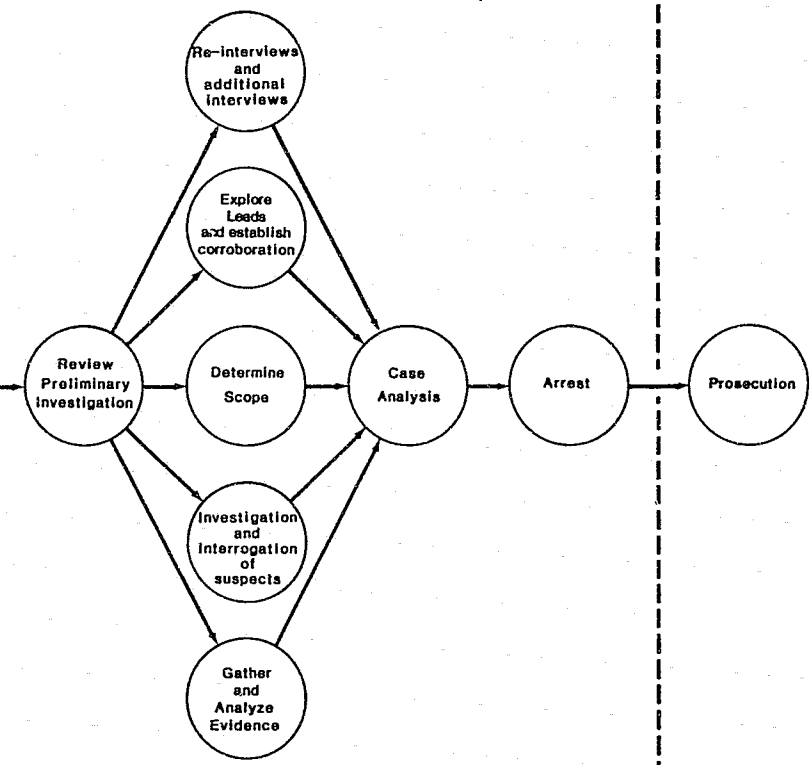 Re-interviews
and
additional
interviews
Explore
Leads
and establish
corroboration
Review
Preliminary
Investigation
Determine
Scope
Case
Analysis
Arrest
Prosecution
Investigation
and
interrogation
of
suspects
Gather
and
Analyze
Evidence